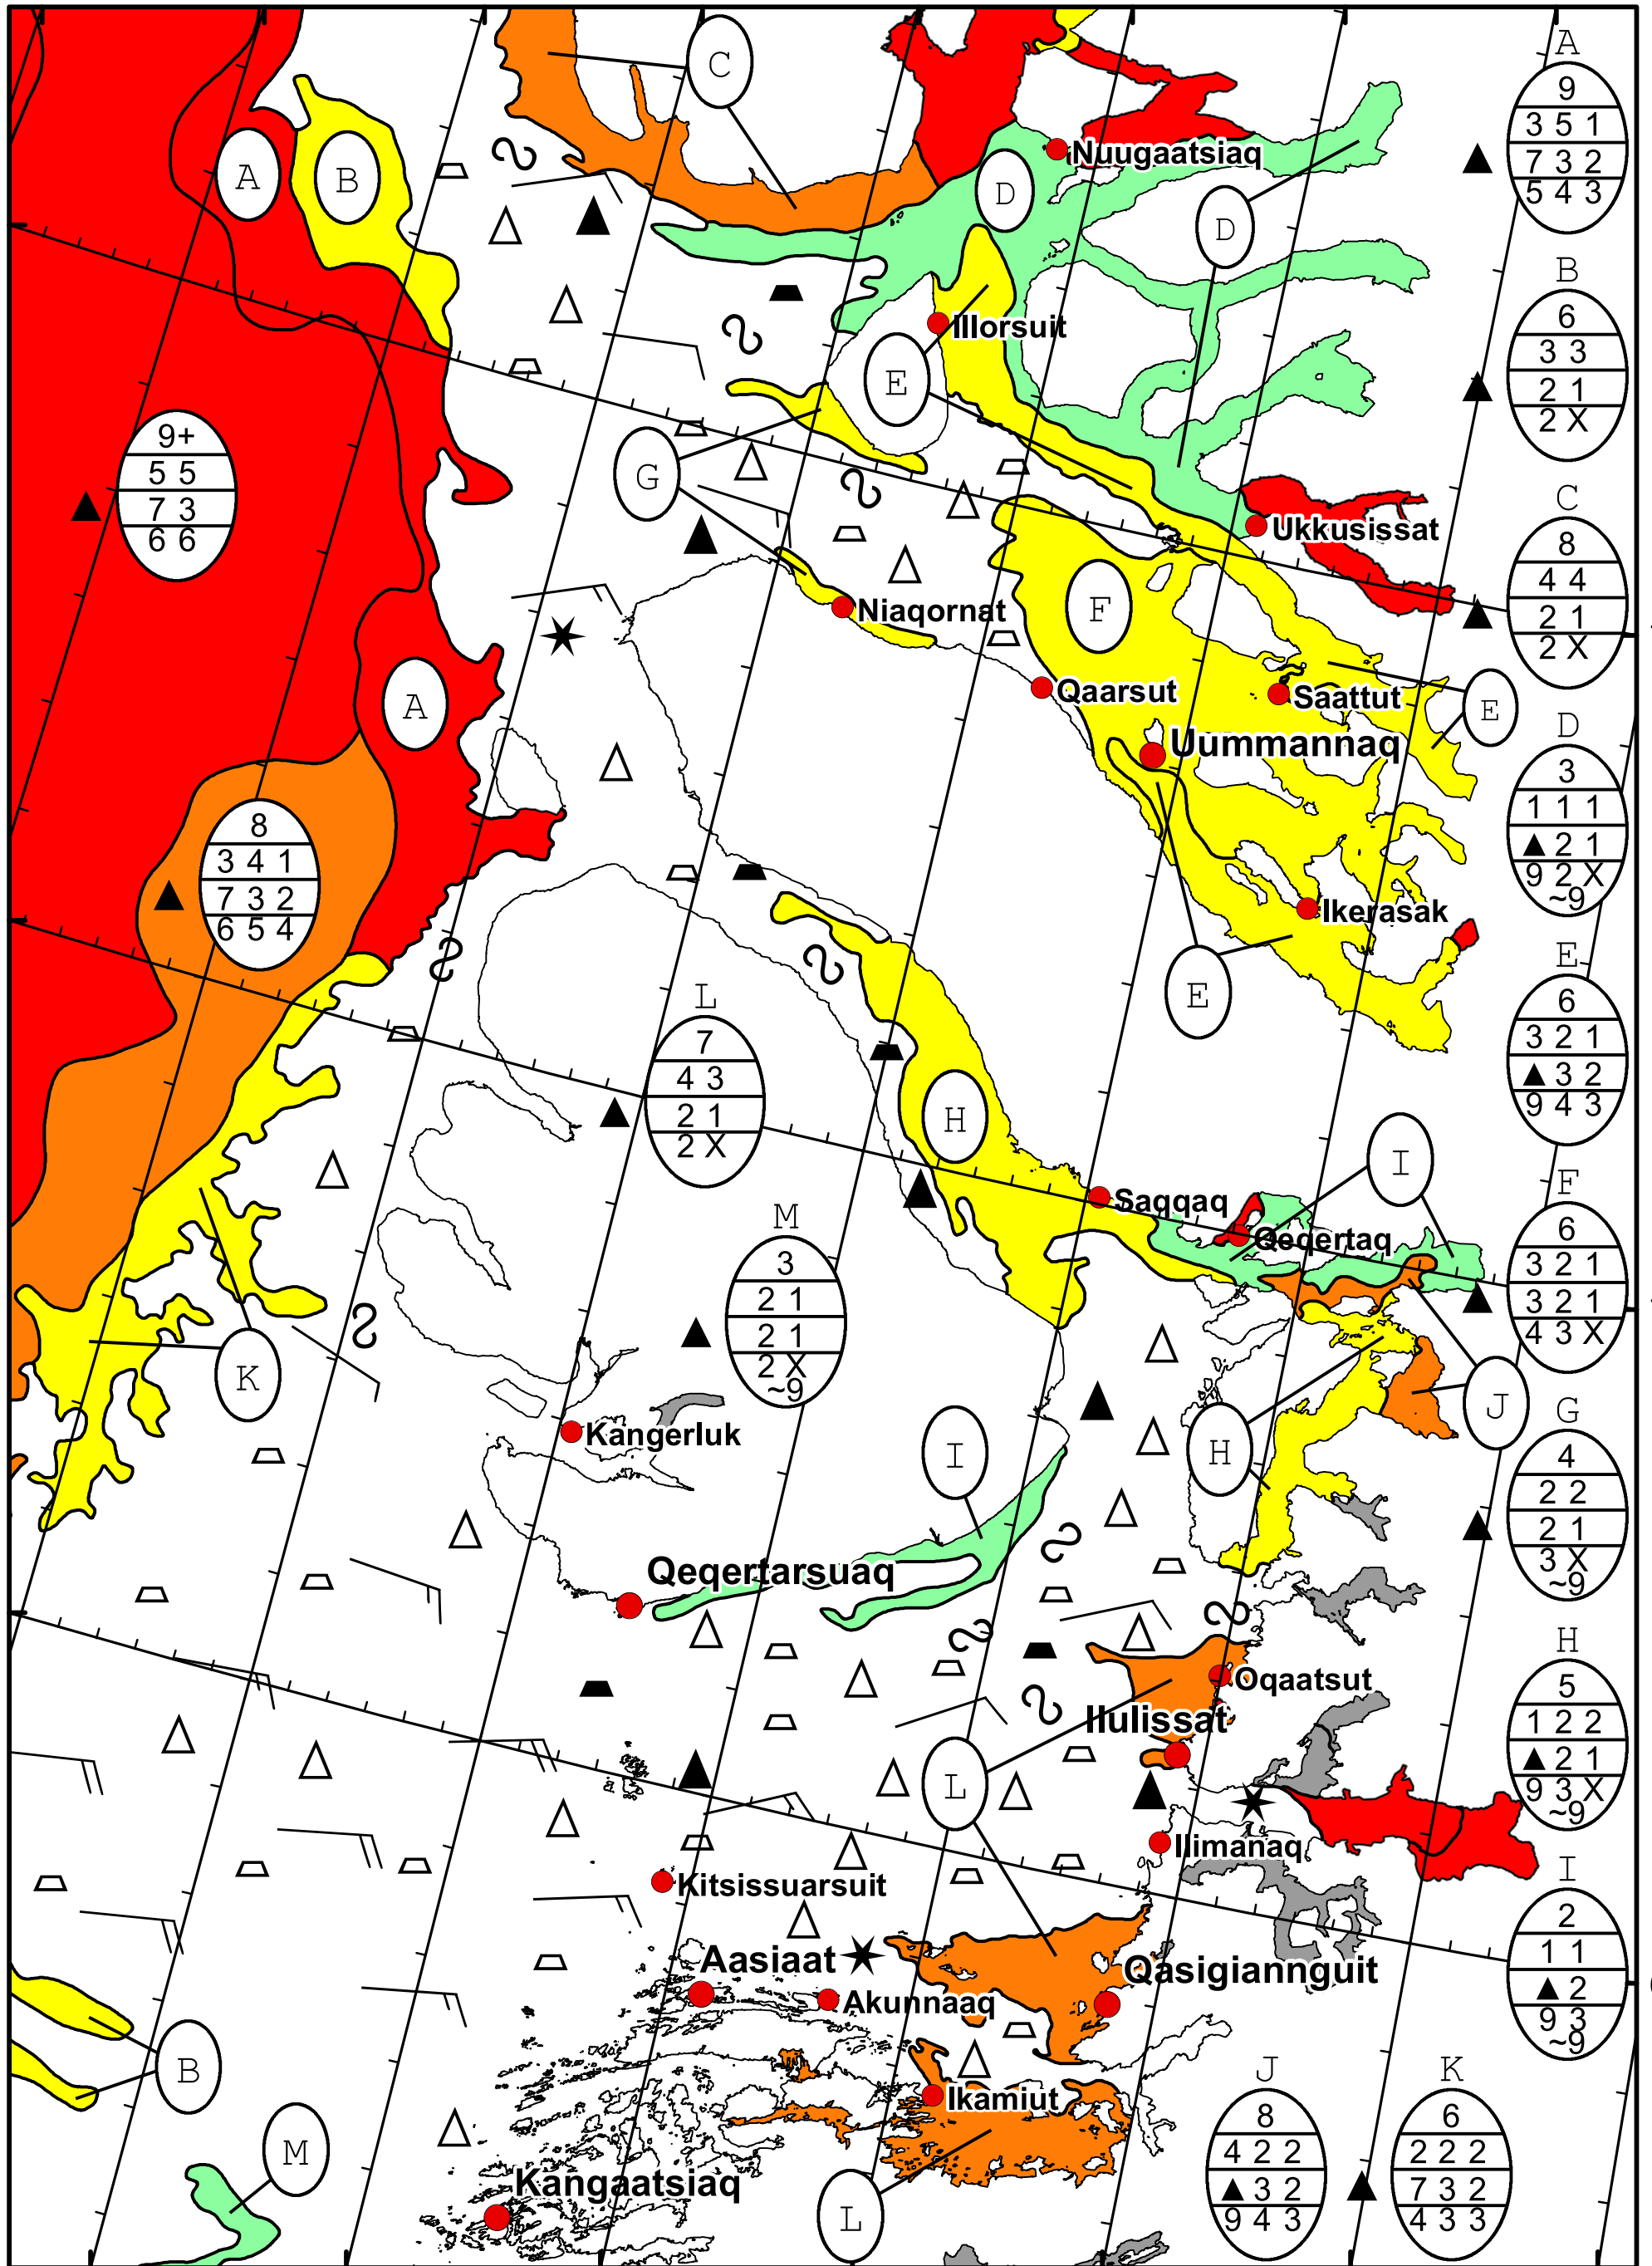 A
9
3 5 1
7 3 2
5 4 3
C
A
B
D
Nuugaatsiaq
D
B
6
3 3
2 1
2 X
Illorsuit
E
9+
5 5
7 3
6 6
G
C
8
4 4
2 1
2 X
Ukkusissat
Niaqornat
F
Qaarsut
Saattut
E
A
Uummannaq
D
3
1 1 1
2 1
9 2 X
~9
8
3 4 1
7 3 2
6 5 4
Ikerasak
E
E
6
3 2 1
3 2
9 4 3
L
7
4 3
2 1
2 X
H
I
Saqqaq
Qeqertaq
F
6
3 2 1
3 2 1
4 3 X
M
3
2 1
2 1
2 X
~9
K
J
Kangerluk
I
H
G
4
2 2
2 1
3 X
~9
Qeqertarsuaq
Oqaatsut
Ilulissat
H
5
1 2 2
2 1
9 3 X
~9
L
Ilimanaq
Kitsissuarsuit
I
2
1 1
2
9 3
~9
Aasiaat
Akunnaaq
Qasigiannguit
B
Ikamiut
M
Kangaatsiaq
L
J
8
4 2 2
3 2
9 4 3
K
6
2 2 2
7 3 2
4 3 3